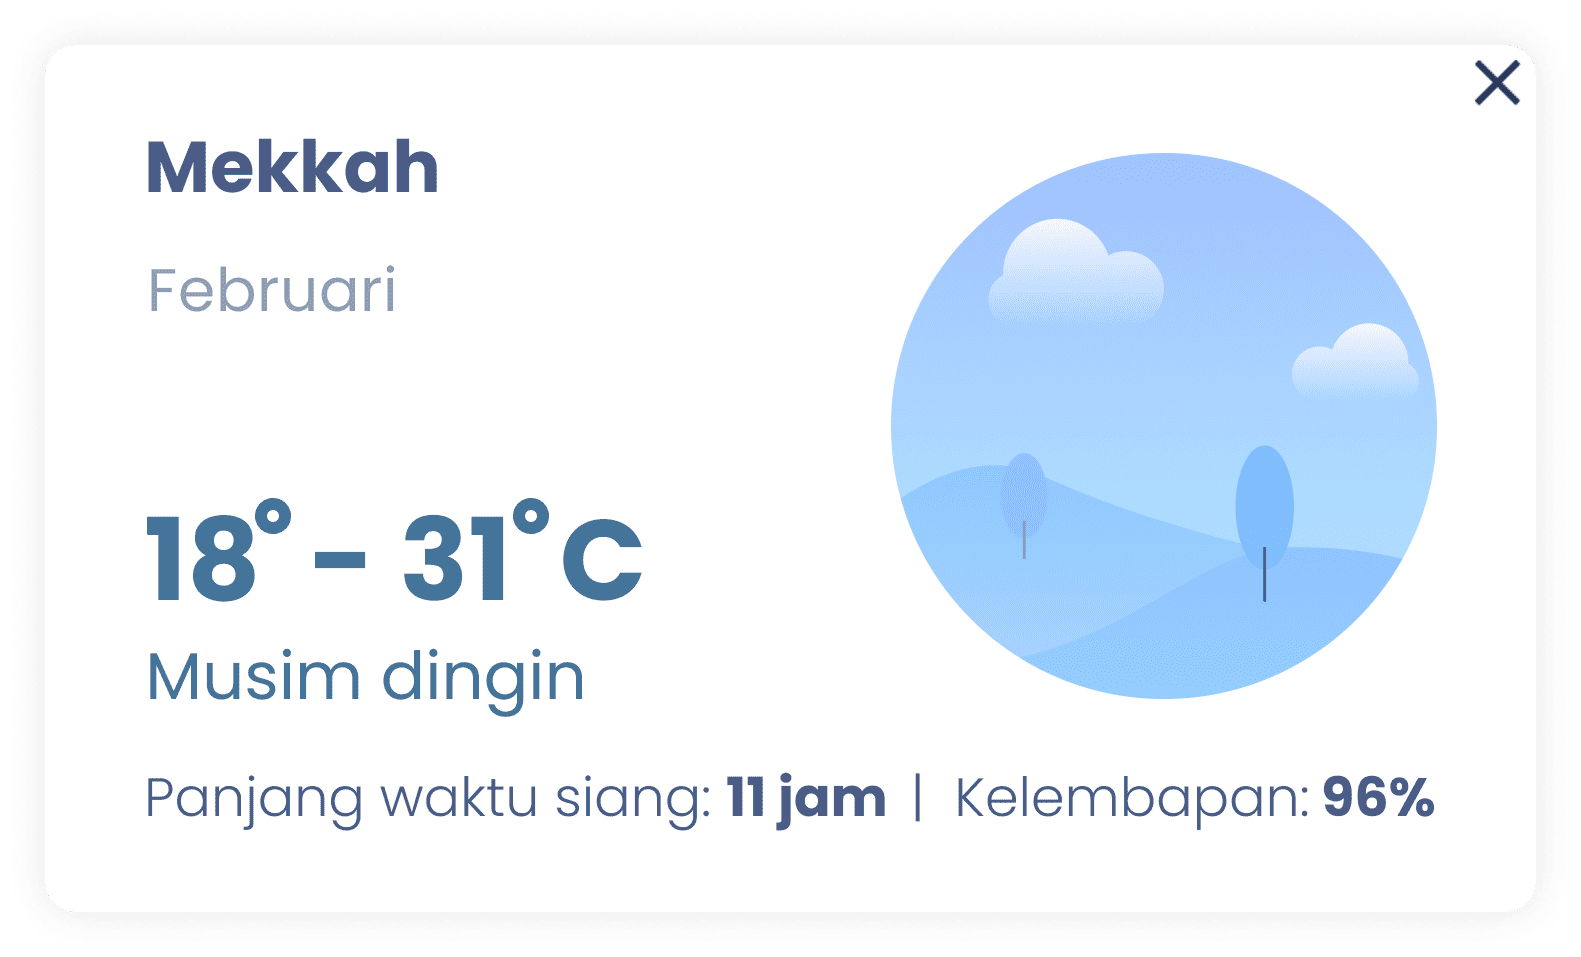 Mekkah
Februari
18° - 31°C
Musim dingin
Panjang waktu siang: 11 jam | Kelembapan: 96%